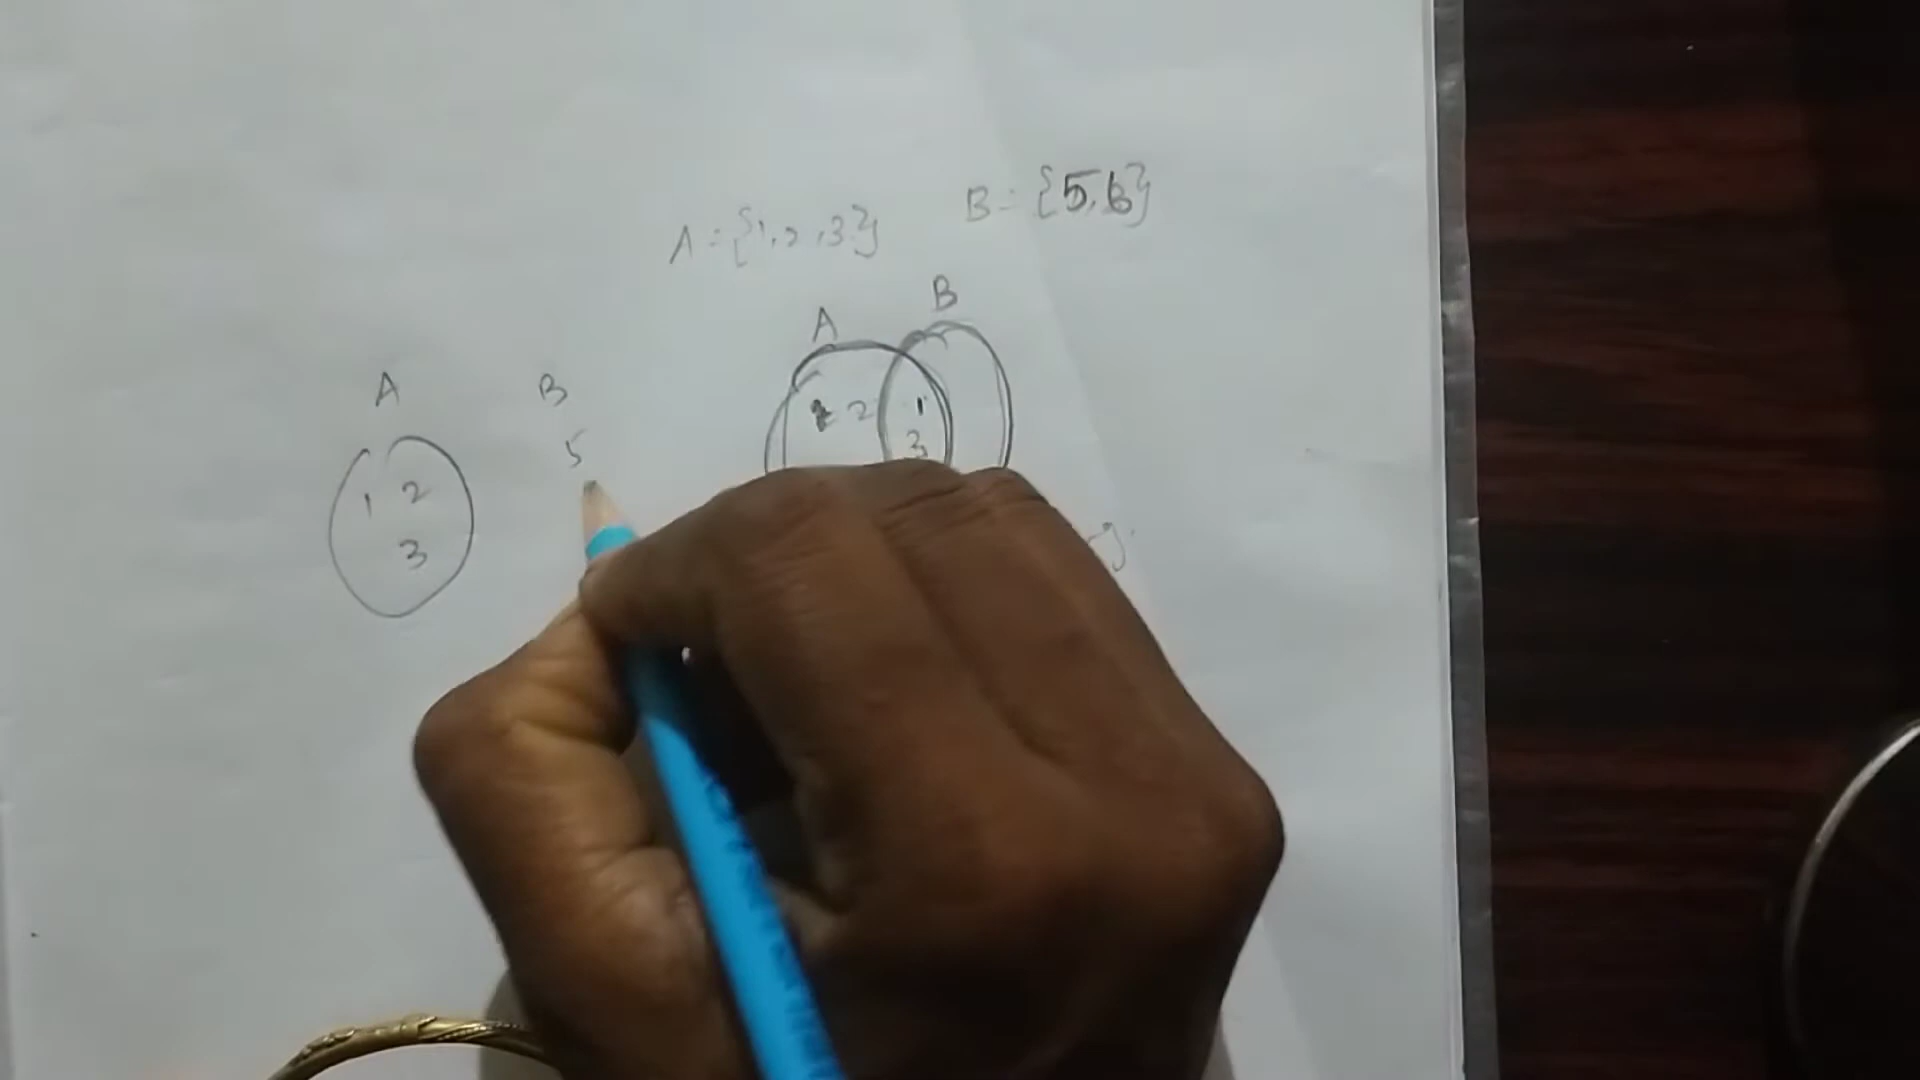 A = {1, 2, 3} B = {5, 6}
A B
2 1
3
A B
5
1 2
3